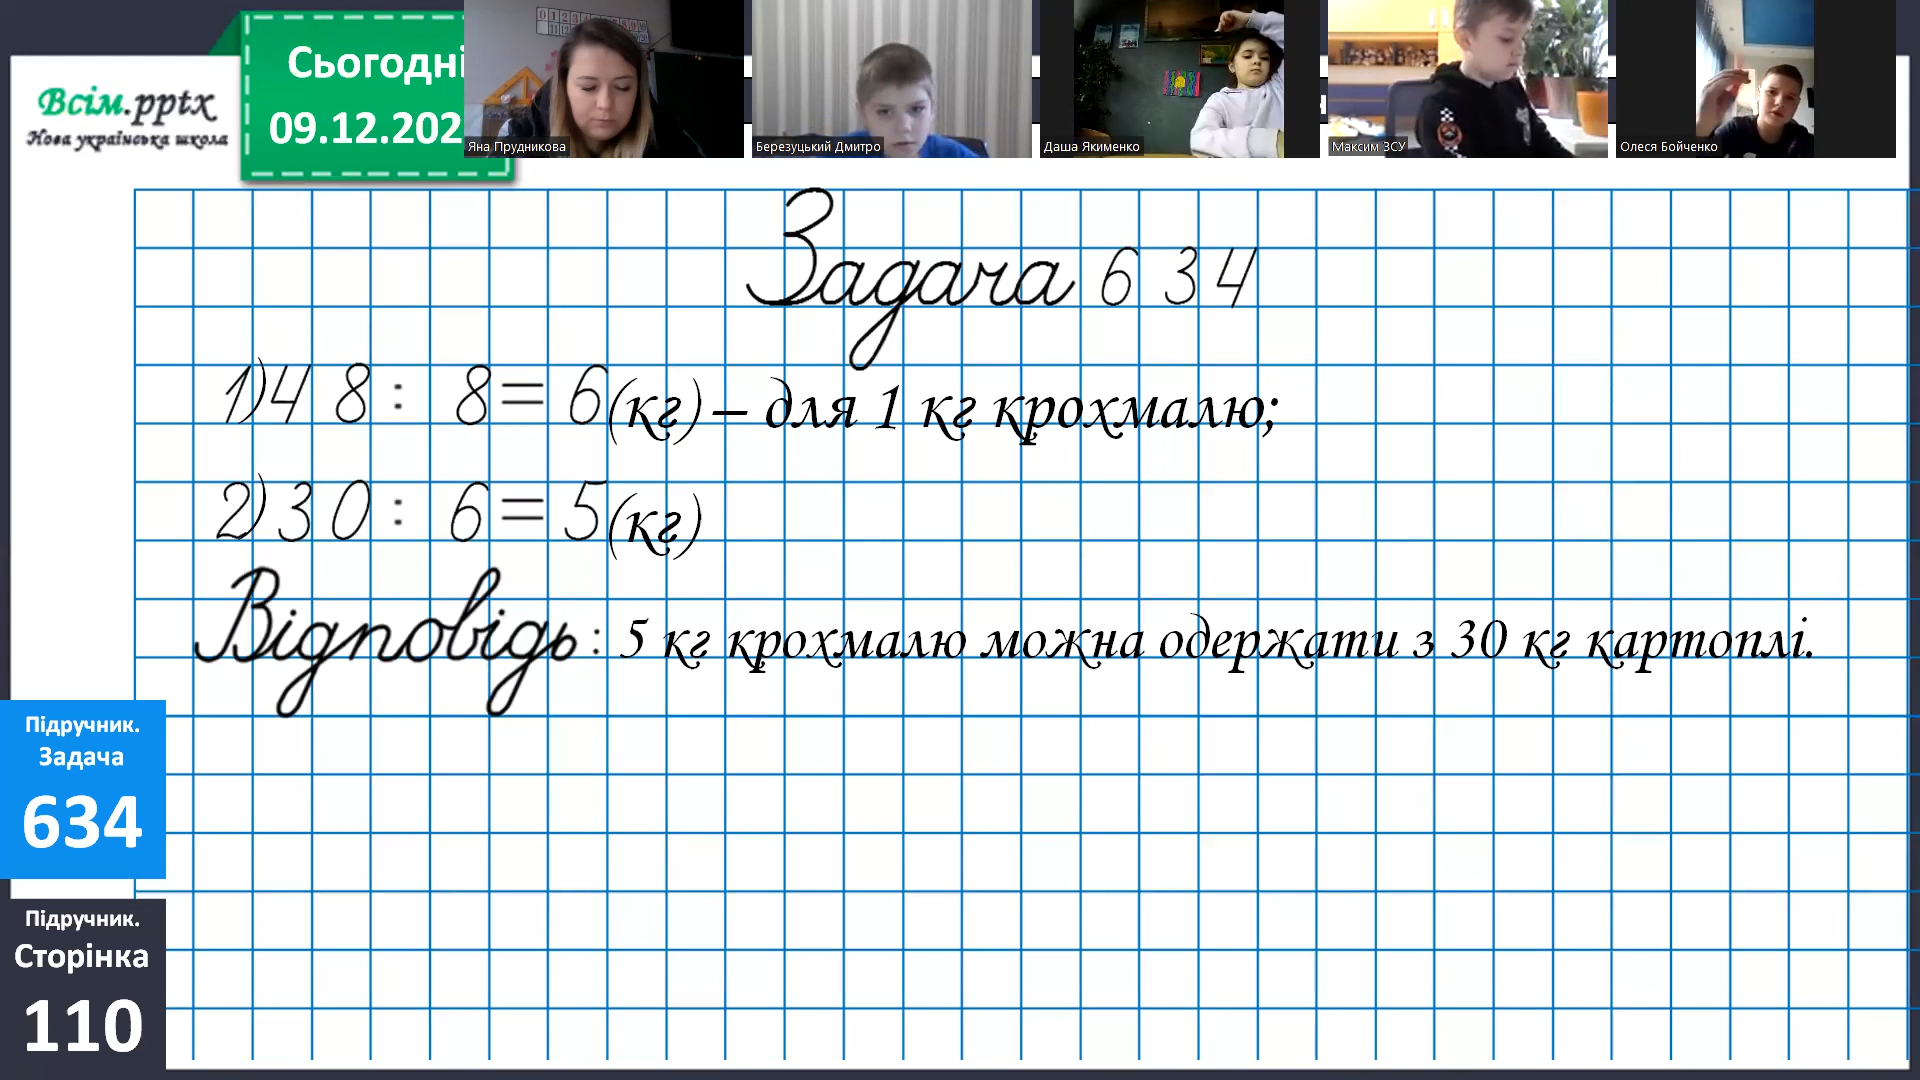 Всім.pptx
Нова українська школа
Сьогодні
09.12.202
Яна Прудникова
Березуцький Дмитро
Даша Якименко
Максим ЗСУ
Олеся Бойченко
Задача 634
1)48: 8=6(кг) – для 1 кг крохмалю;
2)30: 6=5(кг)
Відповідь: 5 кг крохмалю можна одержати з 30 кг картоплі.
Підручник.
Задача
634
Підручник.
Сторінка
110